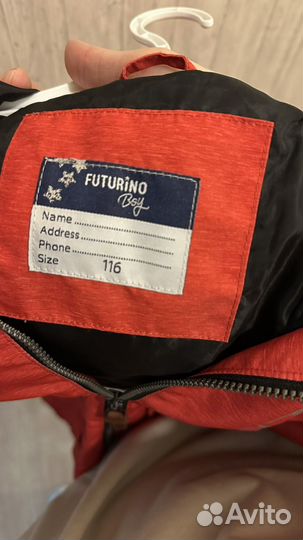 FUTURINO
Boy
Name
Address
Phone
Size 116
Avito